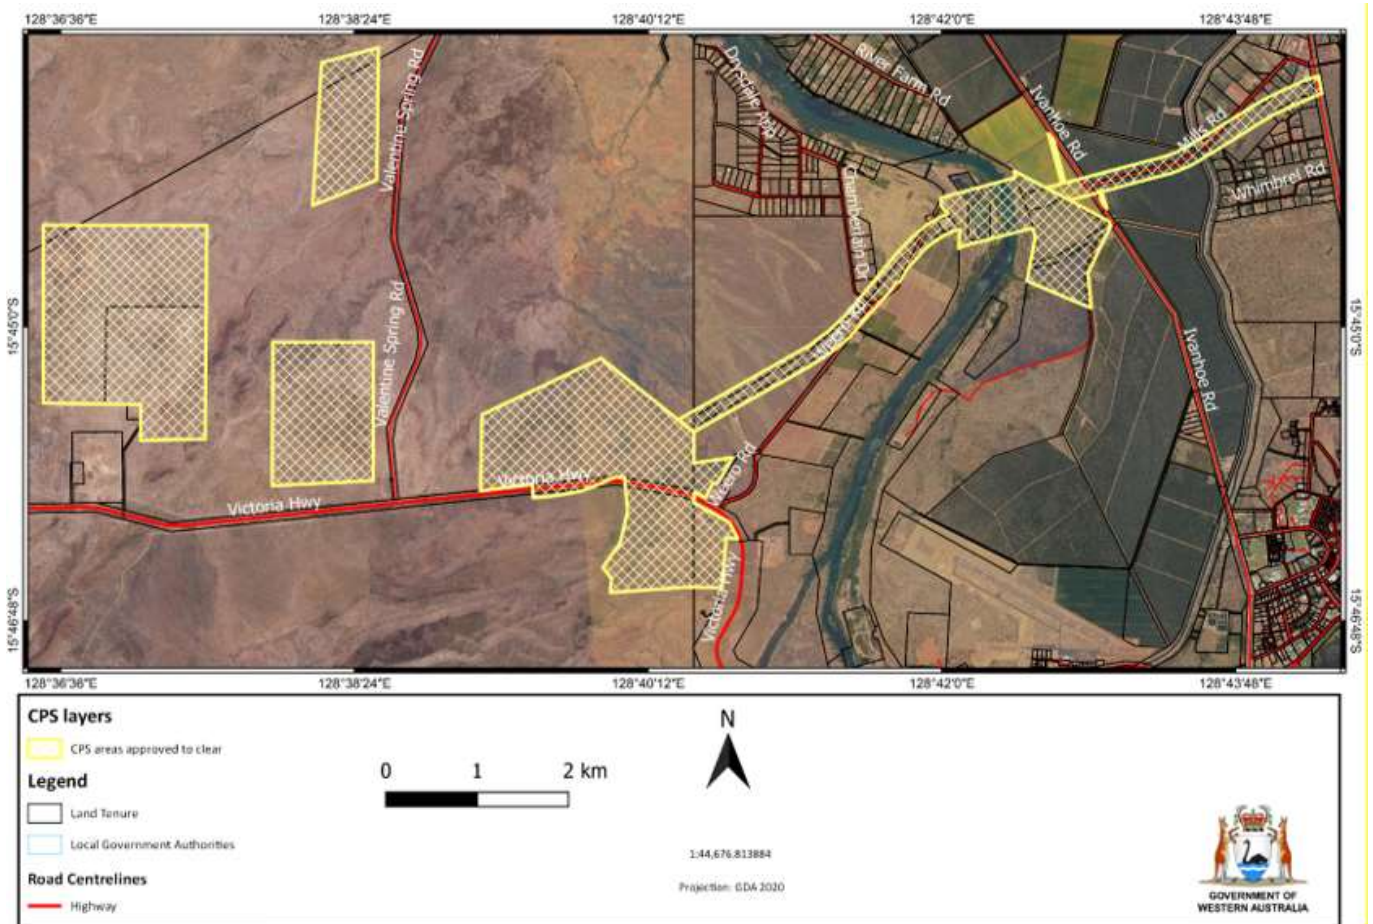 128°36'36"E 128°38'24"E 128°40'12"E 128°42'0"E 128°43'48"E
Valentine Spring Rd
Drysdale App
River Farm Rd
Ivanhoe Rd
Mills Rd
Whimbrel Rd
Chamberlain Dr
15°45'0"S
15°45'0"S
Valentine Spring Rd
Ivanhoe Rd
Victoria Hwy
Victoria Hwy
Victoria Hwy
15°46'48"S
15°46'48"S
128°36'36"E 128°38'24"E 128°40'12"E 128°42'0"E 128°43'48"E
CPS layers
CPS areas approved to clear
Legend
Land Tenure
Local Government Authorities
Road Centrelines
Highway
0 1 2 km
N
1:44,676.813884
Projection: GDA 2020
GOVERNMENT OF
WESTERN AUSTRALIA